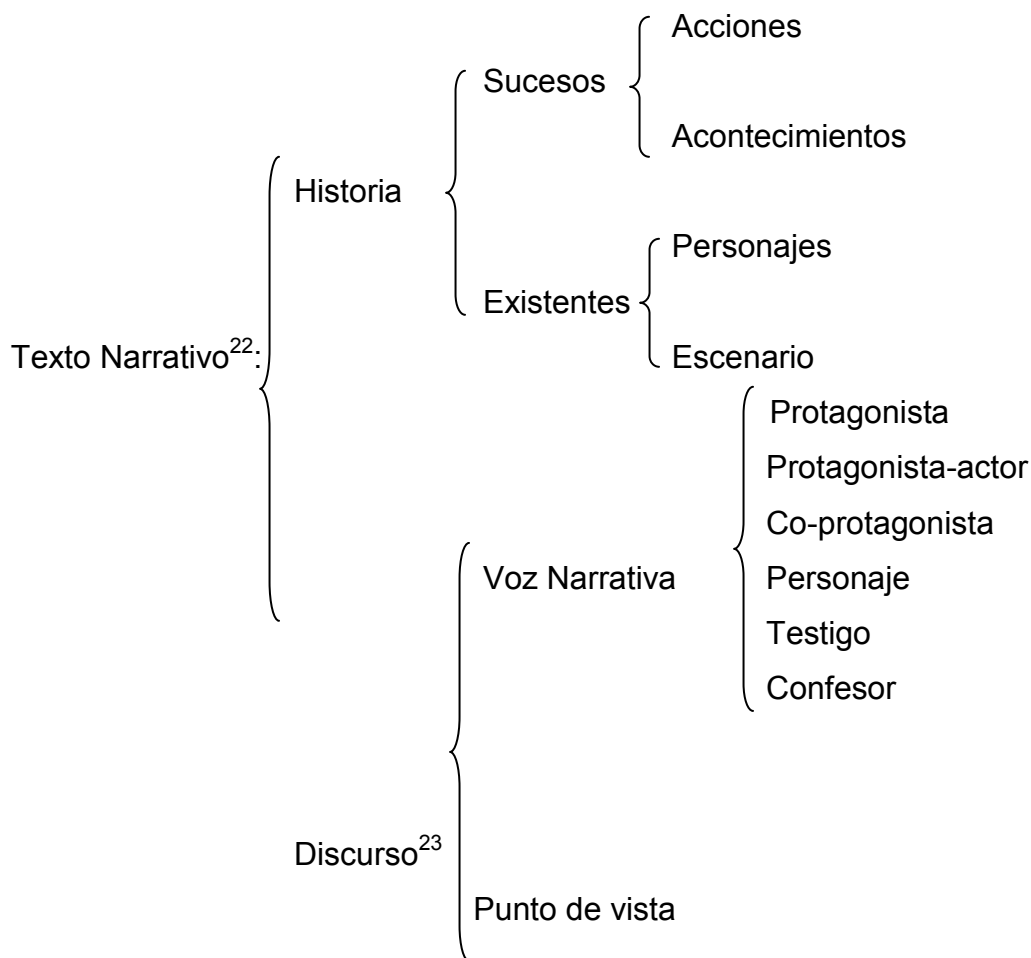 Acciones
Sucesos
Acontecimientos
Historia
Personajes
Existentes
Texto Narrativo22:
Escenario
Protagonista
Protagonista-actor
Co-protagonista
Voz Narrativa
Personaje
Testigo
Confesor
Discurso23
Punto de vista